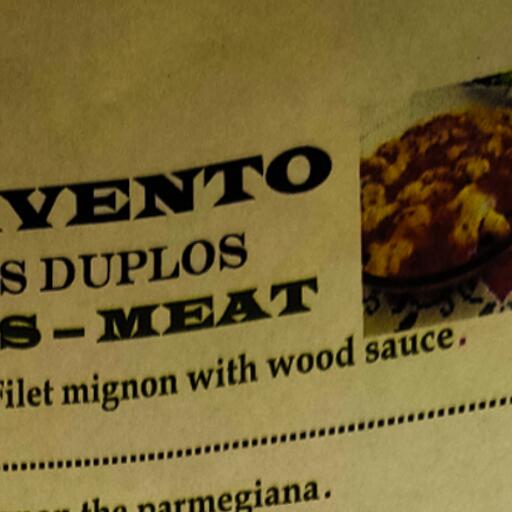 VENTO
S DUPLOS
S – MEAT
Filet mignon with wood sauce.
the parmegiana.